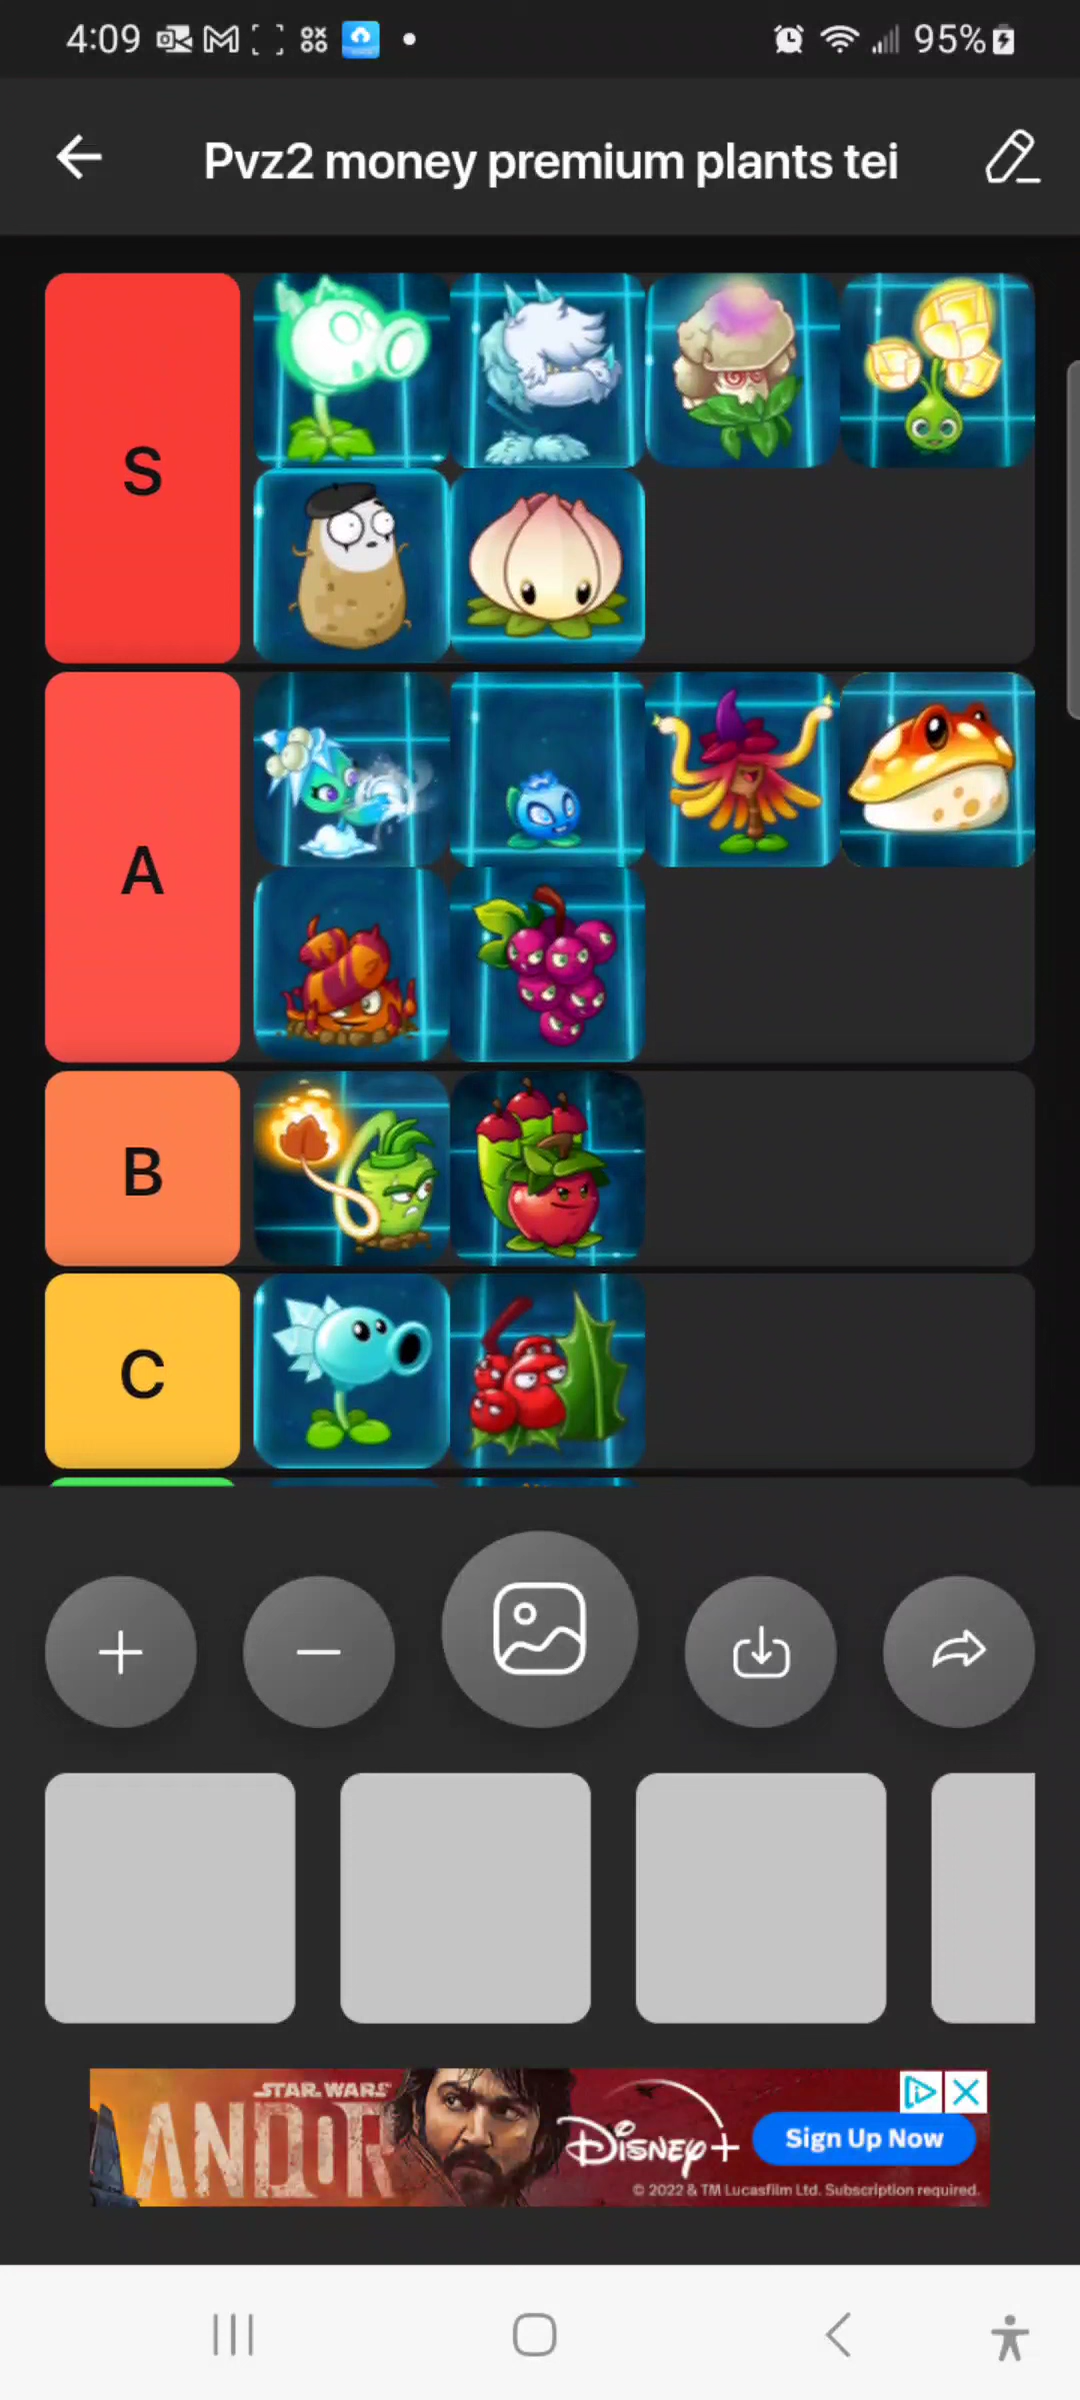 4:09
95%
Pvz2 money premium plants tei
S
A
B
C
STAR WARS
ANDOR
Disney+
Sign Up Now
© 2022 & TM Lucasfilm Ltd. Subscription required.